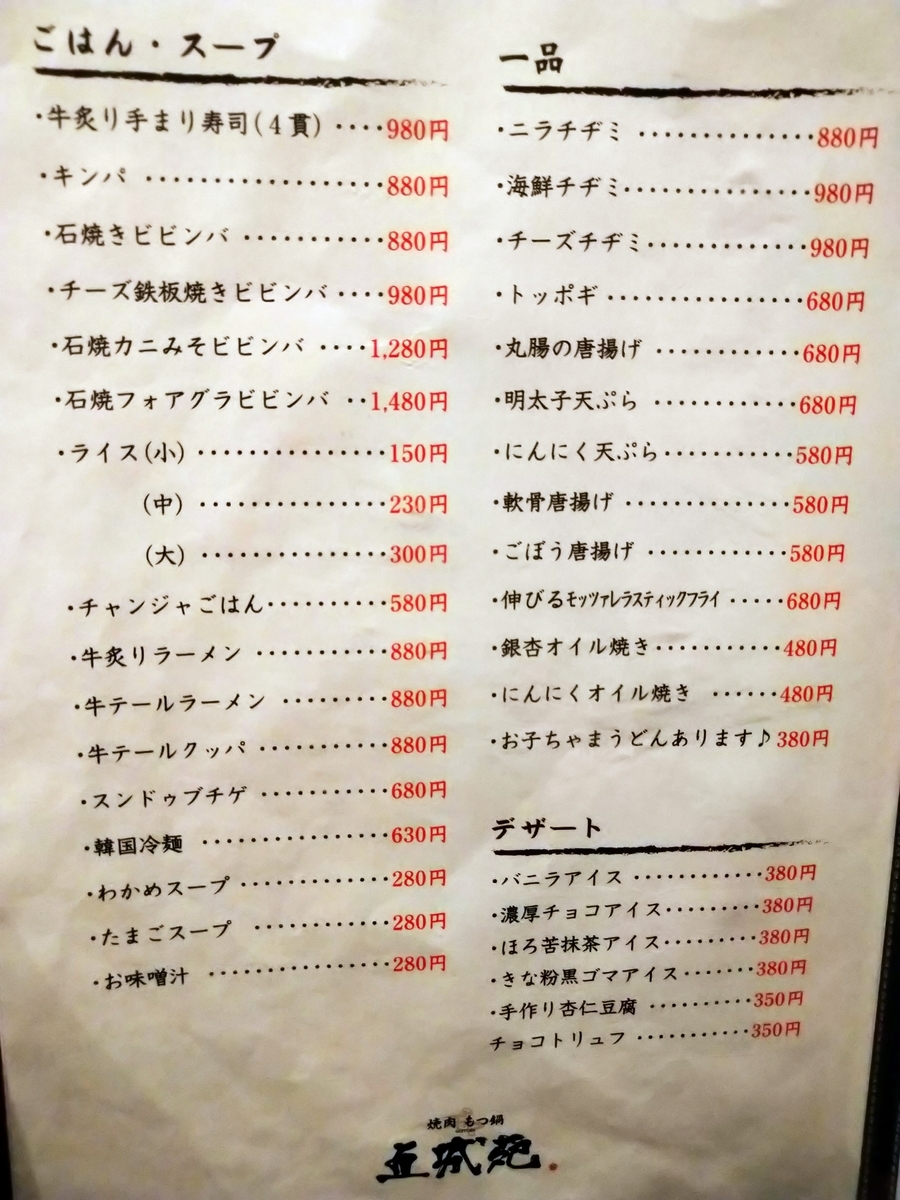 ごはん・スープ
・牛炙り手まり寿司(4貫)‥‥980円
・キンパ ‥‥‥‥‥‥‥‥‥880円
・石焼きビビンバ ‥‥‥‥‥‥880円
・チーズ鉄板焼きビビンバ‥‥980円
・石焼カニみそビビンバ ‥‥1,280円
・石焼フォアグラビビンバ ‥1,480円
・ライス(小)‥‥‥‥‥‥‥‥150円
(中)‥‥‥‥‥‥‥‥230円
(大)‥‥‥‥‥‥‥‥300円
・チャンジャごはん‥‥‥‥‥580円
・牛炙りラーメン ‥‥‥‥‥‥880円
・牛テールラーメン ‥‥‥‥‥880円
・牛テールクッパ ‥‥‥‥‥‥880円
・スンドゥブチゲ ‥‥‥‥‥‥680円
・韓国冷麺 ‥‥‥‥‥‥‥‥630円
・わかめスープ ‥‥‥‥‥‥‥280円
・たまごスープ ‥‥‥‥‥‥‥280円
・お味噌汁 ‥‥‥‥‥‥‥‥‥280円
一品
・ニラチヂミ ‥‥‥‥‥‥‥880円
・海鮮チヂミ‥‥‥‥‥‥‥‥980円
・チーズチヂミ‥‥‥‥‥‥‥980円
・トッポギ‥‥‥‥‥‥‥‥‥680円
・丸腸の唐揚げ ‥‥‥‥‥‥680円
・明太子天ぷら ‥‥‥‥‥‥680円
・にんにく天ぷら‥‥‥‥‥‥580円
・軟骨唐揚げ ‥‥‥‥‥‥‥580円
・ごぼう唐揚げ ‥‥‥‥‥‥580円
・伸びるモッツァレラスティックフライ ‥‥‥680円
・銀杏オイル焼き‥‥‥‥‥‥480円
・にんにくオイル焼き ‥‥‥480円
・お子ちゃまうどんあります♪380円
デザート
・バニラアイス ‥‥‥‥‥‥380円
・濃厚チョコアイス‥‥‥‥‥380円
・ほろ苦抹茶アイス‥‥‥‥‥380円
・きな粉黒ゴマアイス‥‥‥‥380円
・手作り杏仁豆腐 ‥‥‥‥‥350円
チョコトリュフ ‥‥‥‥‥‥350円
焼肉 もつ鍋